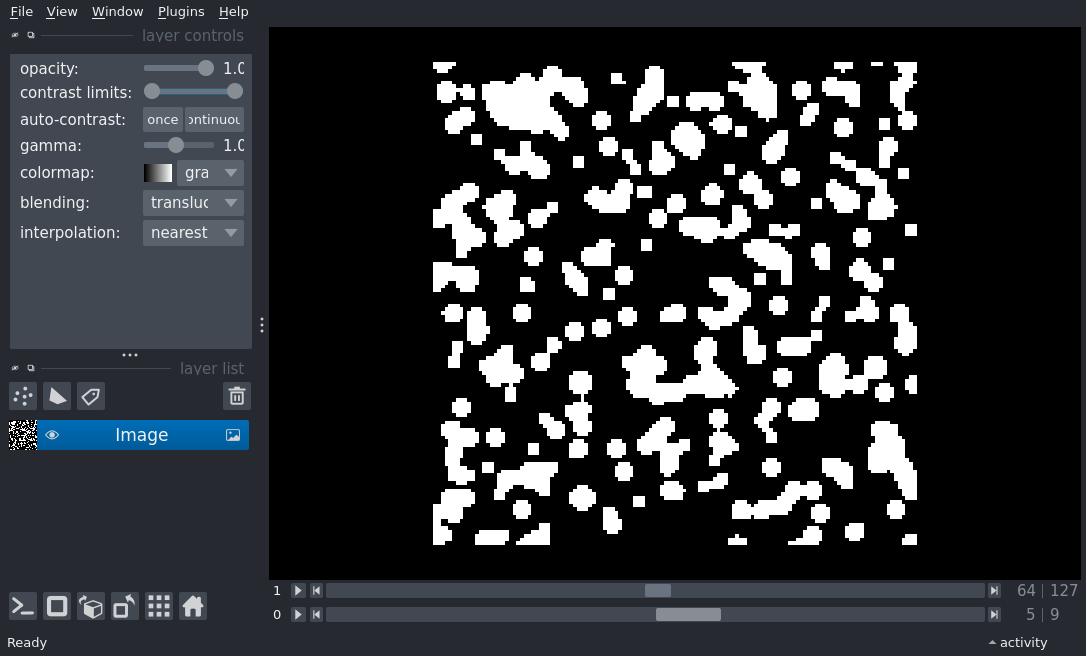 File View Window Plugins Help
layer controls
opacity: 1.0
contrast limits:
auto-contrast: once ontinuou
gamma: 1.0
colormap: gra
blending: transluc
interpolation: nearest
layer list
Image
1 64 | 127
0 5 | 9
Ready activity